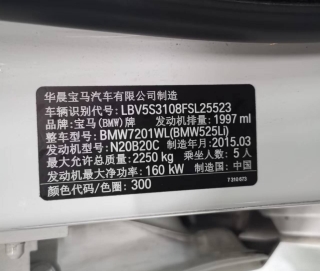 华晨宝马汽车有限公司制造
车辆识别代号: LBV5S3108FSL25523
品牌: 宝马(BMW)牌 发动机排量: 1997 ml
整车型号: BMW7201WL(BMW525Li)
发动机型号: N20B20C 制造年月: 2015.03
最大允许总质量: 2250 kg 乘坐人数: 5 人
发动机最大净功率: 160 kW 制造国: 中国
颜色代码/色圈: 300
7 310 673